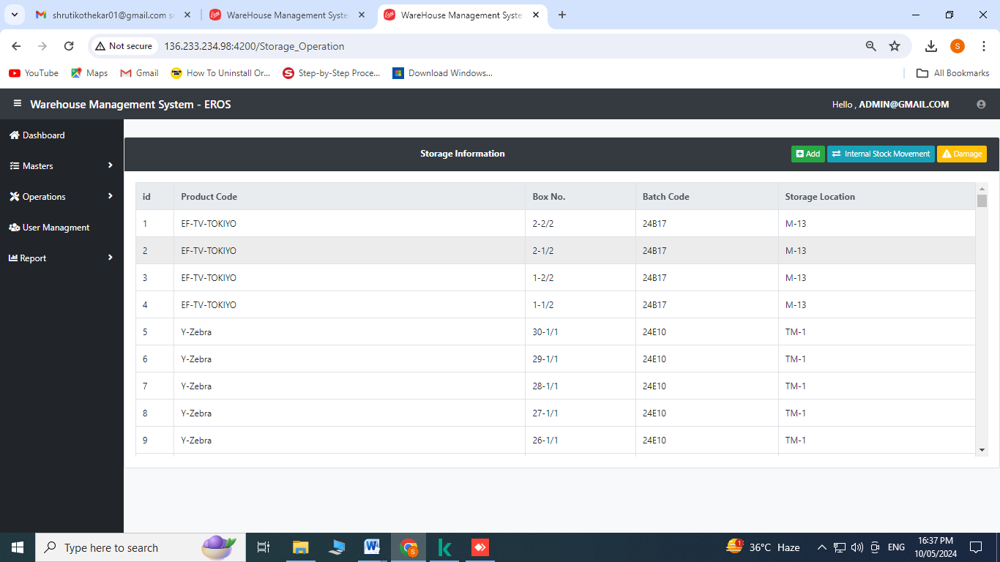 shrutikothekar01@gmail.com se
WareHouse Management Syste
WareHouse Management Syste
Not secure
136.233.234.98:4200/Storage_Operation
S
YouTube
Maps
Gmail
How To Uninstall Or...
Step-by-Step Proce...
Download Windows...
All Bookmarks
Warehouse Management System - EROS
Hello , ADMIN@GMAIL.COM
Dashboard
Masters
Operations
User Managment
Report
Storage Information
Add
Internal Stock Movement
Damage
id Product Code Box No. Batch Code Storage Location
1 EF-TV-TOKIYO 2-2/2 24B17 M-13
2 EF-TV-TOKIYO 2-1/2 24B17 M-13
3 EF-TV-TOKIYO 1-2/2 24B17 M-13
4 EF-TV-TOKIYO 1-1/2 24B17 M-13
5 Y-Zebra 30-1/1 24E10 TM-1
6 Y-Zebra 29-1/1 24E10 TM-1
7 Y-Zebra 28-1/1 24E10 TM-1
8 Y-Zebra 27-1/1 24E10 TM-1
9 Y-Zebra 26-1/1 24E10 TM-1
Type here to search
1
36°C Haze
ENG
16:37 PM
10/05/2024